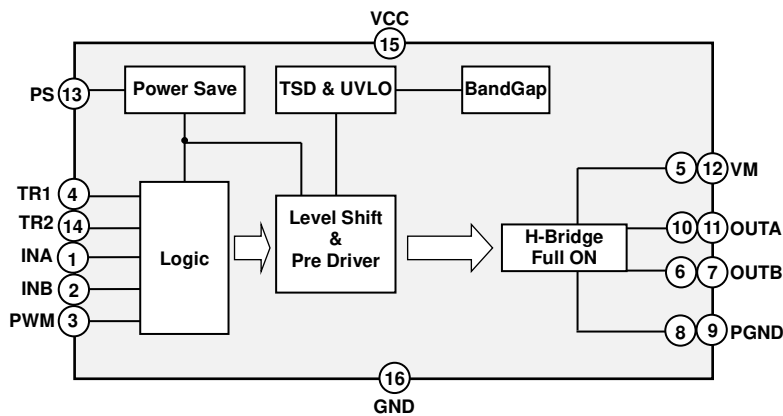 VCC
15
PS 13
Power Save
TSD & UVLO
BandGap
TR1 4
TR2 14
INA 1
INB 2
PWM 3
Logic
Level Shift
&
Pre Driver
H-Bridge
Full ON
5 12 VM
10 11 OUTA
6 7 OUTB
8 9 PGND
16
GND